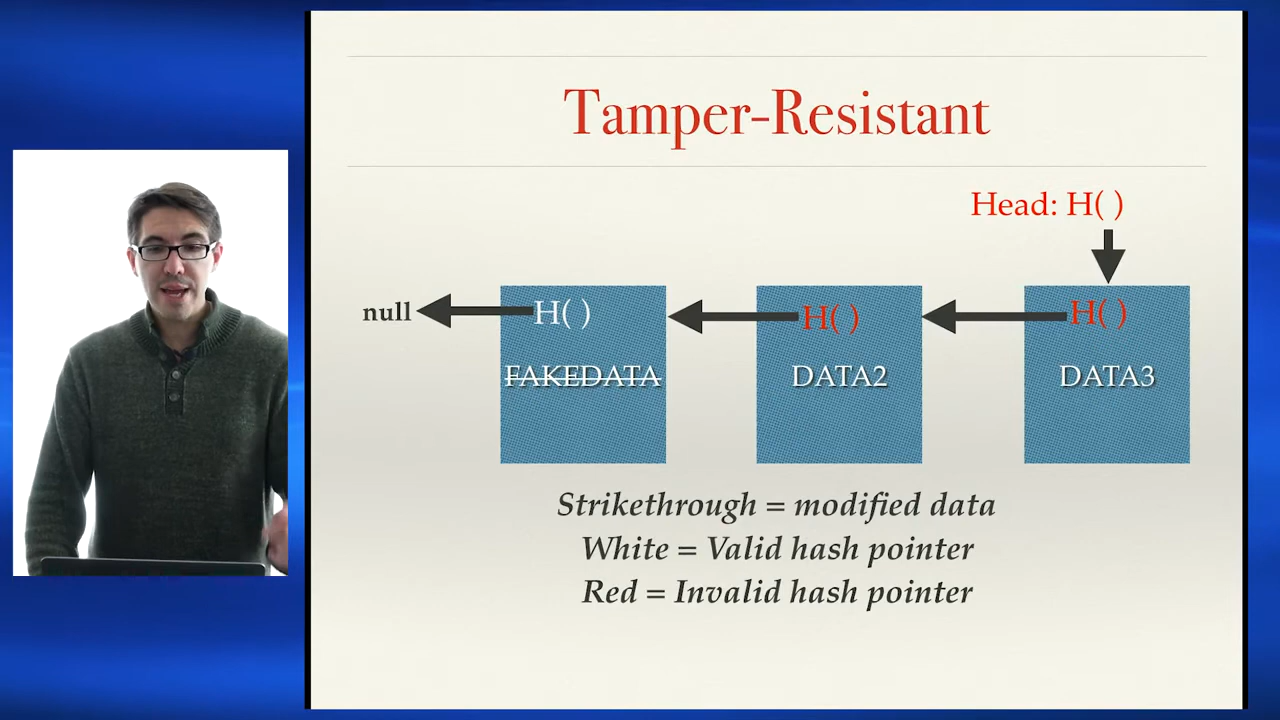 Tamper-Resistant
Head: H( )
null
H( )
H( )
H( )
FAKEDATA
DATA2
DATA3
Strikethrough = modified data
White = Valid hash pointer
Red = Invalid hash pointer